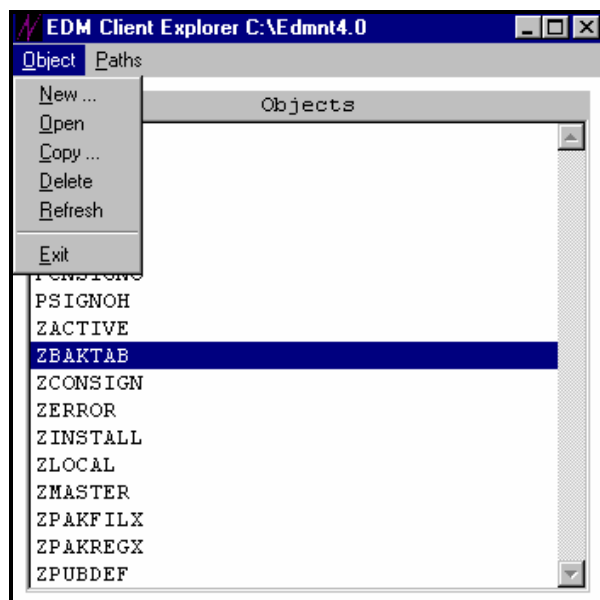 EDM Client Explorer C:\Edmnt4.0
Object Paths
New ...
Open
Copy ...
Delete
Refresh
Exit
Objects
PSIGNOH
ZACTIVE
ZBAKTAB
ZCONSIGN
ZERROR
ZINSTALL
ZLOCAL
ZMASTER
ZPAKFILX
ZPAKREGX
ZPUBDEF